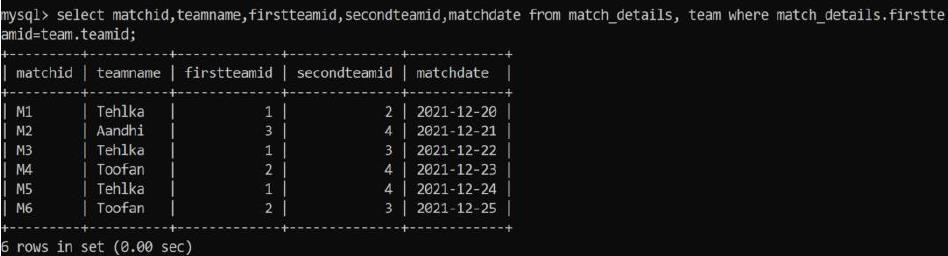 mysql> select matchid,teamname,firstteamid,secondteamid,matchdate from match_details, team where match_details.firstte
amid=team.teamid;
+---------+----------+-------------+--------------+------------+
| matchid | teamname | firstteamid | secondteamid | matchdate  |
+---------+----------+-------------+--------------+------------+
| M1      | Tehlka   |           1 |            2 | 2021-12-20 |
| M2      | Aandhi   |           3 |            4 | 2021-12-21 |
| M3      | Tehlka   |           1 |            3 | 2021-12-22 |
| M4      | Toofan   |           2 |            4 | 2021-12-23 |
| M5      | Tehlka   |           1 |            4 | 2021-12-24 |
| M6      | Toofan   |           2 |            3 | 2021-12-25 |
+---------+----------+-------------+--------------+------------+
6 rows in set (0.00 sec)